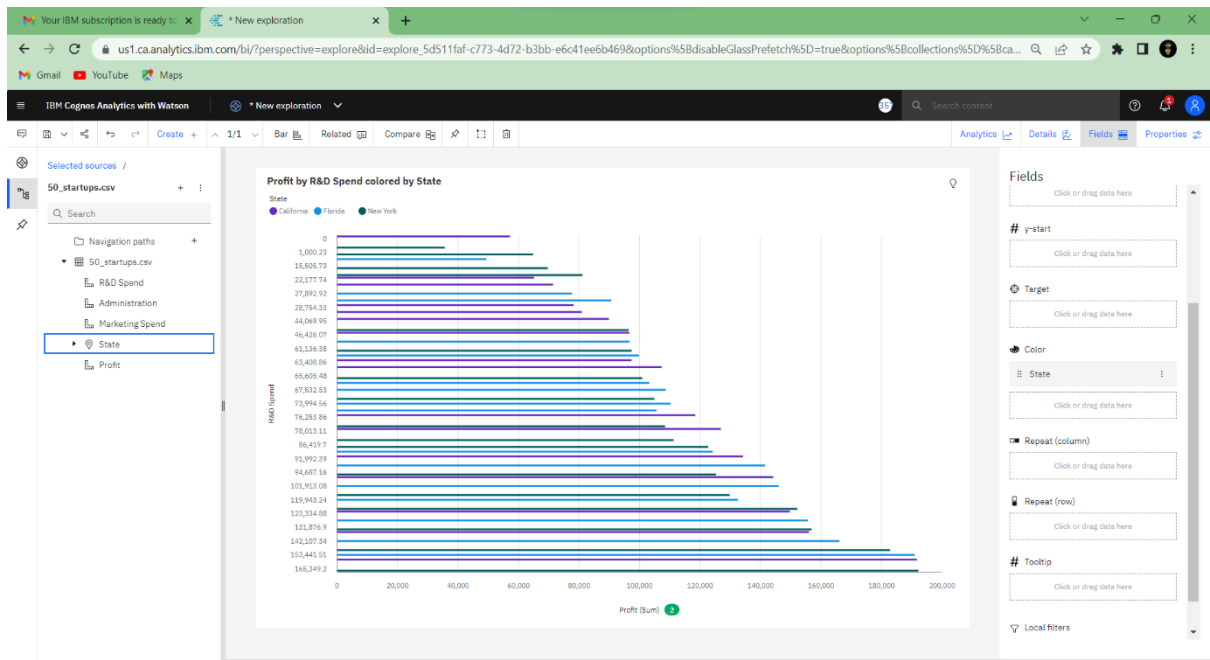 Your IBM subscription is ready to
* New exploration
us1.ca.analytics.ibm.com/bi/?perspective=explore&id=explore_5d511faf-c773-4d72-b3bb-e6c41ee6b469&options%5BdisableGlassPrefetch%5D=true&options%5Bcollections%5D%5Bca...
Gmail YouTube Maps
IBM Cognos Analytics with Watson * New exploration Search content
Create + 1/1 Bar Related Compare Analytics Details Fields Properties
Selected sources /
50_startups.csv
Search
Navigation paths
50_startups.csv
R&D Spend
Administration
Marketing Spend
State
Profit
Profit by R&D Spend colored by State
State
California Florida New York
R&D Spend
0
1,000.23
15,505.73
22,177.74
27,892.92
28,754.33
44,069.95
46,426.07
61,136.38
63,408.86
66,605.48
67,532.53
73,994.56
76,253.86
78,013.11
86,419.7
91,992.39
94,657.16
101,913.08
119,943.24
123,334.88
131,876.9
142,107.34
153,441.51
165,349.2
0 20,000 40,000 60,000 80,000 100,000 120,000 140,000 160,000 180,000 200,000
Profit (Sum) 2
Fields
Click or drag data here
# y-start
Click or drag data here
Target
Click or drag data here
Color
State
Click or drag data here
Repeat (column)
Click or drag data here
Repeat (row)
Click or drag data here
# Tooltip
Click or drag data here
Local filters